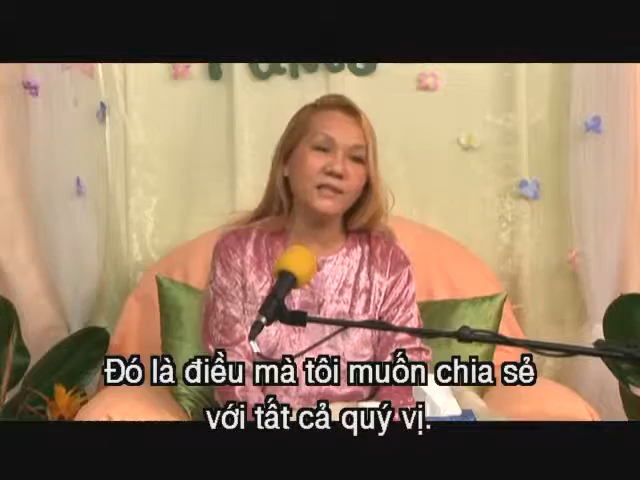 Đó là điều mà tôi muốn chia sẻ
với tất cả quý vị.